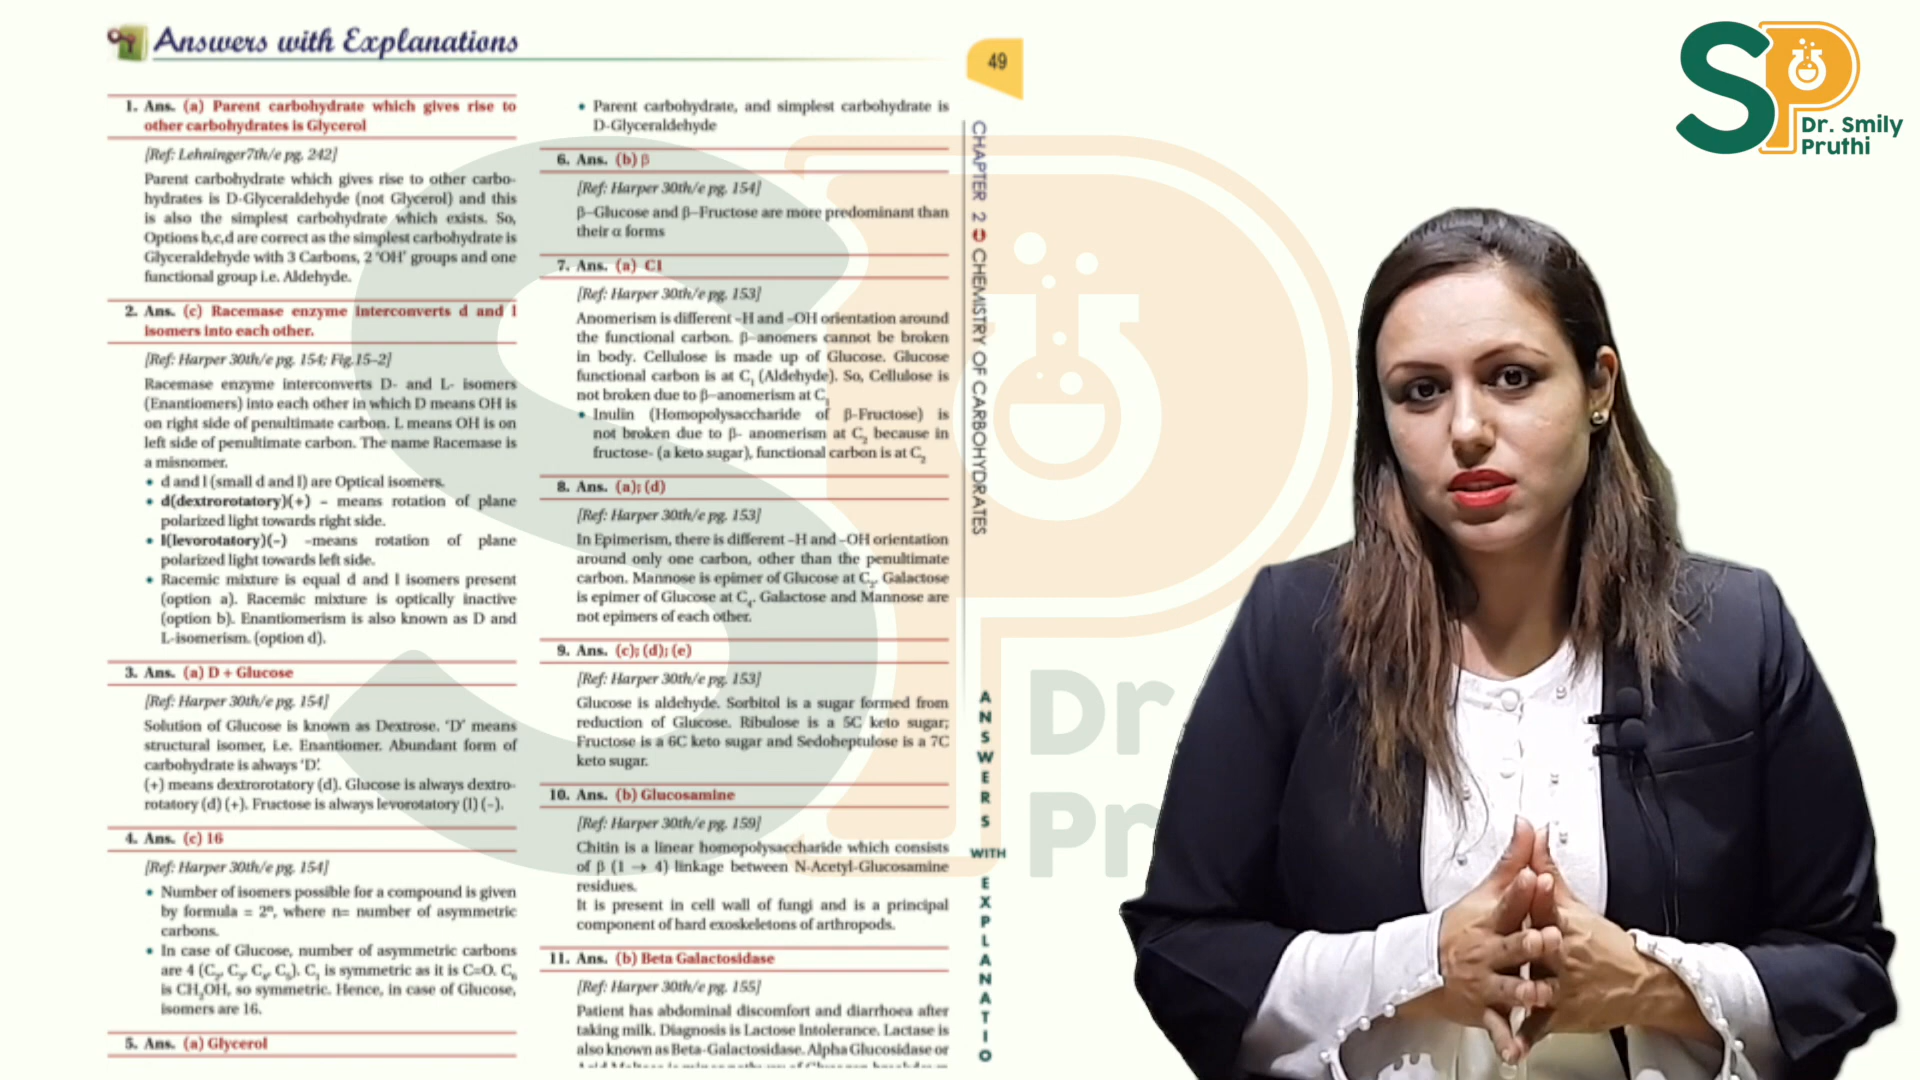 Answers with Explanations
1. Ans. (a) Parent carbohydrate which gives rise to
other carbohydrates is Glycerol
[Ref: Lehninger7th/e pg. 242]
Parent carbohydrate which gives rise to other carbo-
hydrates is D-Glyceraldehyde (not Glycerol) and this
is also the simplest carbohydrate which exists. So,
Options b,c,d are correct as the simplest carbohydrate is
Glyceraldehyde with 3 Carbons, 2 'OH' groups and one
functional group i.e. Aldehyde.
2. Ans. (c) Racemase enzyme interconverts d and l
isomers into each other.
[Ref: Harper 30th/e pg. 154; Fig.15–2]
Racemase enzyme interconverts D- and L- isomers
(Enantiomers) into each other in which D means OH is
on right side of penultimate carbon. L means OH is on
left side of penultimate carbon. The name Racemase is
a misnomer.
• d and l (small d and l) are Optical isomers.
• d(dextrorotatory)(+) – means rotation of plane
polarized light towards right side.
• l(levorotatory)(–) –means rotation of plane
polarized light towards left side.
• Racemic mixture is equal d and l isomers present
(option a). Racemic mixture is optically inactive
(option b). Enantiomerism is also known as D and
L-isomerism. (option d).
3. Ans. (a) D + Glucose
[Ref: Harper 30th/e pg. 154]
Solution of Glucose is known as Dextrose. 'D' means
structural isomer, i.e. Enantiomer. Abundant form of
carbohydrate is always 'D'.
(+) means dextrorotatory (d). Glucose is always dextro-
rotatory (d) (+). Fructose is always levorotatory (l) (–).
4. Ans. (c) 16
[Ref: Harper 30th/e pg. 154]
• Number of isomers possible for a compound is given
by formula = 2ⁿ, where n= number of asymmetric
carbons.
• In case of Glucose, number of asymmetric carbons
are 4 (C₂, C₃, C₄, C₅). C₁ is symmetric as it is C=O. C₆
is CH₂OH, so symmetric. Hence, in case of Glucose,
isomers are 16.
5. Ans. (a) Glycerol
• Parent carbohydrate, and simplest carbohydrate is
D-Glyceraldehyde
6. Ans. (b) β
[Ref: Harper 30th/e pg. 154]
β–Glucose and β–Fructose are more predominant than
their α forms
7. Ans. (a) C1
[Ref: Harper 30th/e pg. 153]
Anomerism is different –H and –OH orientation around
the functional carbon. β–anomers cannot be broken
in body. Cellulose is made up of Glucose. Glucose
functional carbon is at C₁ (Aldehyde). So, Cellulose is
not broken due to β–anomerism at C₁
• Inulin (Homopolysaccharide of β-Fructose) is
not broken due to β- anomerism at C₂ because in
fructose- (a keto sugar), functional carbon is at C₂
8. Ans. (a); (d)
[Ref: Harper 30th/e pg. 153]
In Epimerism, there is different –H and –OH orientation
around only one carbon, other than the penultimate
carbon. Mannose is epimer of Glucose at C₂. Galactose
is epimer of Glucose at C₄. Galactose and Mannose are
not epimers of each other.
9. Ans. (c); (d); (e)
[Ref: Harper 30th/e pg. 153]
Glucose is aldehyde. Sorbitol is a sugar formed from
reduction of Glucose. Ribulose is a 5C keto sugar;
Fructose is a 6C keto sugar and Sedoheptulose is a 7C
keto sugar.
10. Ans. (b) Glucosamine
[Ref: Harper 30th/e pg. 159]
Chitin is a linear homopolysaccharide which consists
of β (1 → 4) linkage between N-Acetyl-Glucosamine
residues.
It is present in cell wall of fungi and is a principal
component of hard exoskeletons of arthropods.
11. Ans. (b) Beta Galactosidase
[Ref: Harper 30th/e pg. 155]
Patient has abdominal discomfort and diarrhoea after
taking milk. Diagnosis is Lactose Intolerance. Lactase is
also known as Beta-Galactosidase. Alpha Glucosidase or
49
CHAPTER 2 CHEMISTRY OF CARBOHYDRATES
ANSWERS WITH EXPLANATIO
SP
Dr. Smily
Pruthi
Dr
Pr